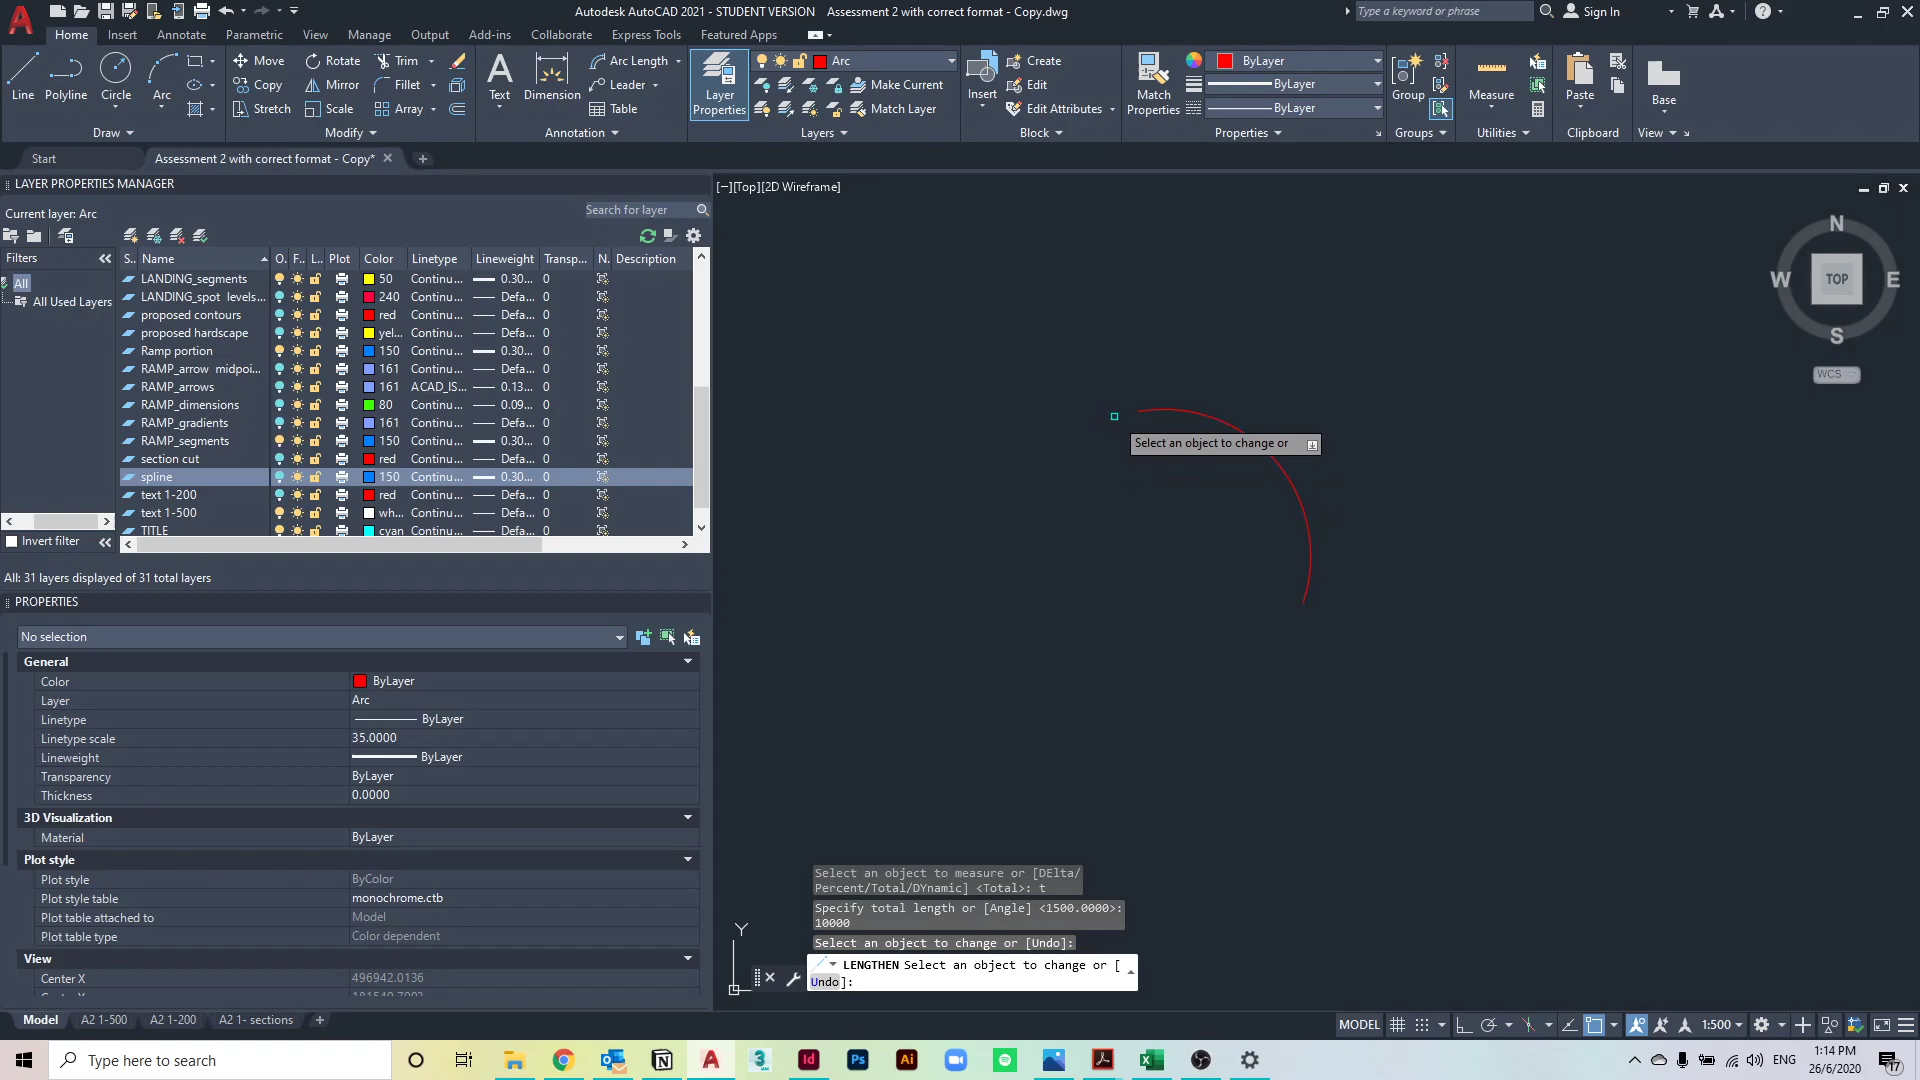 Autodesk AutoCAD 2021 - STUDENT VERSION Assessment 2 with correct format - Copy.dwg
Type a keyword or phrase
Sign In
Home Insert Annotate Parametric View Manage Output Add-ins Collaborate Express Tools Featured Apps
Line Polyline Circle Arc
Move Rotate Trim
Copy Mirror Fillet
Stretch Scale Array
Text Dimension
Arc Length
Leader
Table
Layer Properties
Arc
Make Current
Match Layer
Insert
Create
Edit
Edit Attributes
Match Properties
ByLayer
ByLayer
ByLayer
Group Measure Paste Base
Draw Modify Annotation Layers Block Properties Groups Utilities Clipboard View
Start Assessment 2 with correct format - Copy*
LAYER PROPERTIES MANAGER
Current layer: Arc
Search for layer
Filters
All
All Used Layers
Invert filter
S.. Name O. F.. L.. Plot Color Linetype Lineweight Transp... N. Description
LANDING_segments 50 Continu... 0.30... 0
LANDING_spot levels... 240 Continu... Defa... 0
proposed contours red Continu... Defa... 0
proposed hardscape yel... Continu... Defa... 0
Ramp portion 150 Continu... 0.30... 0
RAMP_arrow midpoi... 161 Continu... Defa... 0
RAMP_arrows 161 ACAD_IS... 0.13... 0
RAMP_dimensions 80 Continu... 0.09... 0
RAMP_gradients 161 Continu... Defa... 0
RAMP_segments 150 Continu... 0.30... 0
section cut red Continu... Defa... 0
spline 150 Continu... 0.30... 0
text 1-200 red Continu... Defa... 0
text 1-500 wh... Continu... Defa... 0
TITLE cyan Continu... Defa... 0
All: 31 layers displayed of 31 total layers
PROPERTIES
No selection
General
Color ByLayer
Layer Arc
Linetype ByLayer
Linetype scale 35.0000
Lineweight ByLayer
Transparency ByLayer
Thickness 0.0000
3D Visualization
Material ByLayer
Plot style
Plot style ByColor
Plot style table monochrome.ctb
Plot table attached to Model
Plot table type Color dependent
View
Center X 496942.0136
[−][Top][2D Wireframe]
N
W TOP E
S
WCS
Select an object to change or
Select an object to measure or [DElta/
Percent/Total/DYnamic] <Total>: t
Specify total length or [Angle] <1500.0000>:
10000
Select an object to change or [Undo]:
LENGTHEN Select an object to change or [
Undo]:
Y
Model A2 1-500 A2 1-200 A2 1- sections
MODEL 1:500
Type here to search
ENG
1:14 PM
26/6/2020
17